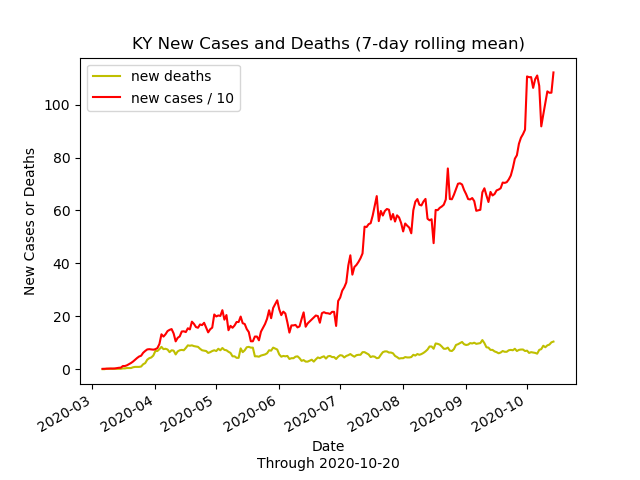 KY New Cases and Deaths (7-day rolling mean)
new deaths
new cases / 10
New Cases or Deaths
100
80
60
40
20
0
2020-03
2020-04
2020-05
2020-06
2020-07
2020-08
2020-09
2020-10
Date
Through 2020-10-20